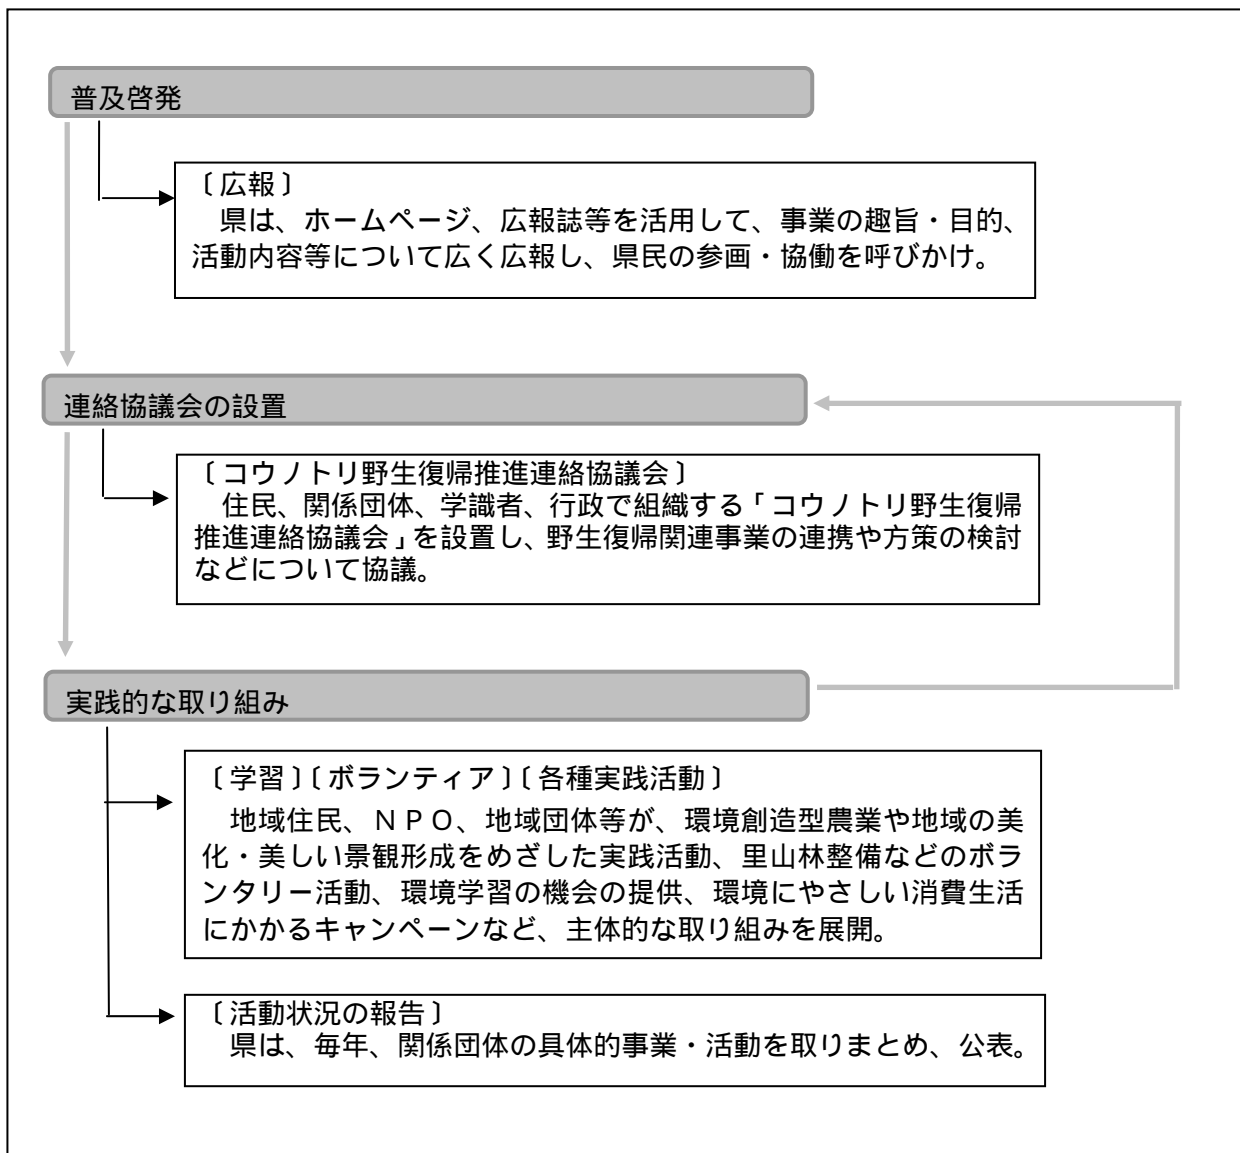 普及啓発
〔広報〕
県は、ホームページ、広報誌等を活用して、事業の趣旨・目的、
活動内容等について広く広報し、県民の参画・協働を呼びかけ。
連絡協議会の設置
〔コウノトリ野生復帰推進連絡協議会〕
住民、関係団体、学識者、行政で組織する「コウノトリ野生復帰
推進連絡協議会」を設置し、野生復帰関連事業の連携や方策の検討
などについて協議。
実践的な取り組み
〔学習〕〔ボランティア〕〔各種実践活動〕
地域住民、ＮＰＯ、地域団体等が、環境創造型農業や地域の美
化・美しい景観形成をめざした実践活動、里山林整備などのボラ
ンタリー活動、環境学習の機会の提供、環境にやさしい消費生活
にかかるキャンペーンなど、主体的な取り組みを展開。
〔活動状況の報告〕
県は、毎年、関係団体の具体的事業・活動を取りまとめ、公表。